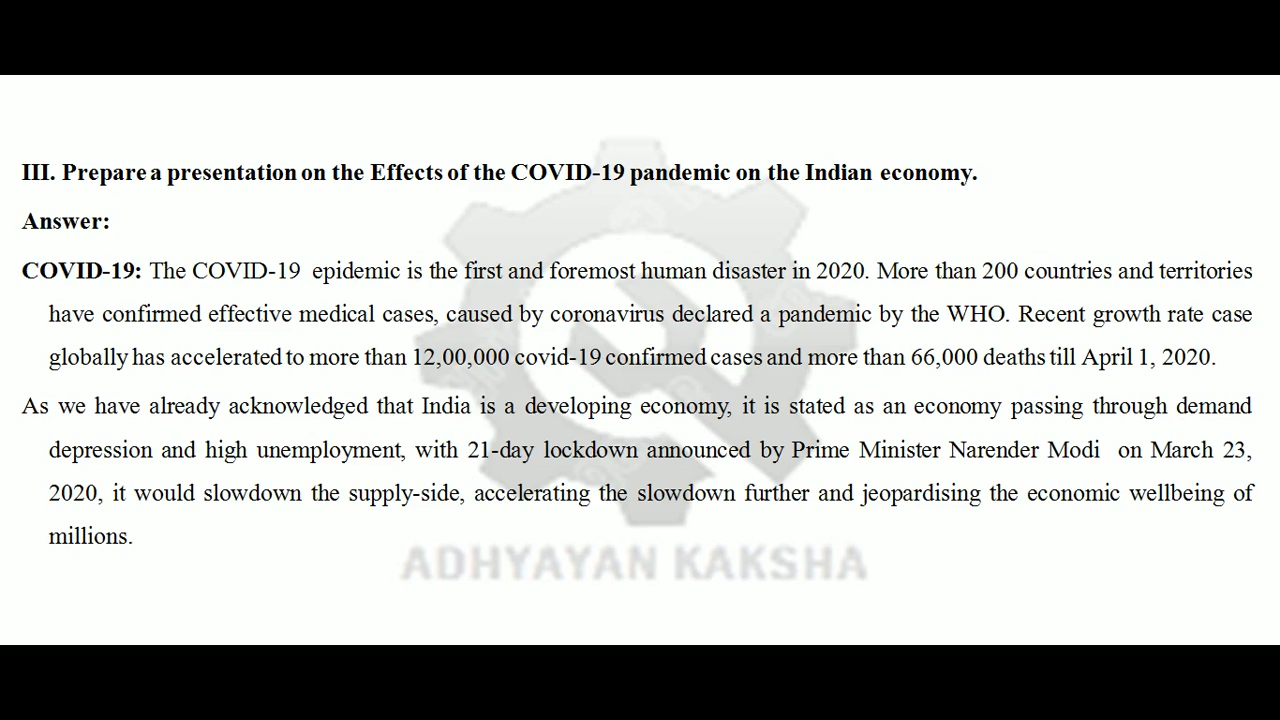 III. Prepare a presentation on the Effects of the COVID-19 pandemic on the Indian economy.
Answer:
COVID-19: The COVID-19 epidemic is the first and foremost human disaster in 2020. More than 200 countries and territories
have confirmed effective medical cases, caused by coronavirus declared a pandemic by the WHO. Recent growth rate case
globally has accelerated to more than 12,00,000 covid-19 confirmed cases and more than 66,000 deaths till April 1, 2020.
As we have already acknowledged that India is a developing economy, it is stated as an economy passing through demand
depression and high unemployment, with 21-day lockdown announced by Prime Minister Narender Modi on March 23,
2020, it would slowdown the supply-side, accelerating the slowdown further and jeopardising the economic wellbeing of
millions.
ADHYAYAN KAKSHA